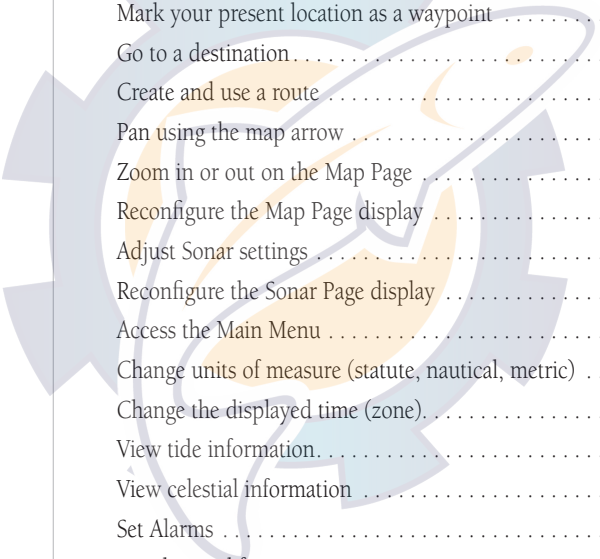 Mark your present location as a waypoint . . . . . . . . .
Go to a destination. . . . . . . . . . . . . . . . . . . . . . . . . . . .
Create and use a route . . . . . . . . . . . . . . . . . . . . . . . .
Pan using the map arrow . . . . . . . . . . . . . . . . . . . . . .
Zoom in or out on the Map Page . . . . . . . . . . . . . . . .
Reconfigure the Map Page display . . . . . . . . . . . . . . .
Adjust Sonar settings . . . . . . . . . . . . . . . . . . . . . . . . . .
Reconfigure the Sonar Page display . . . . . . . . . . . . . .
Access the Main Menu . . . . . . . . . . . . . . . . . . . . . . . .
Change units of measure (statute, nautical, metric) . .
Change the displayed time (zone). . . . . . . . . . . . . . . .
View tide information. . . . . . . . . . . . . . . . . . . . . . . . .
View celestial information . . . . . . . . . . . . . . . . . . . . .
Set Alarms . . . . . . . . . . . . . . . . . . . . . . . . . . . . . . . . .